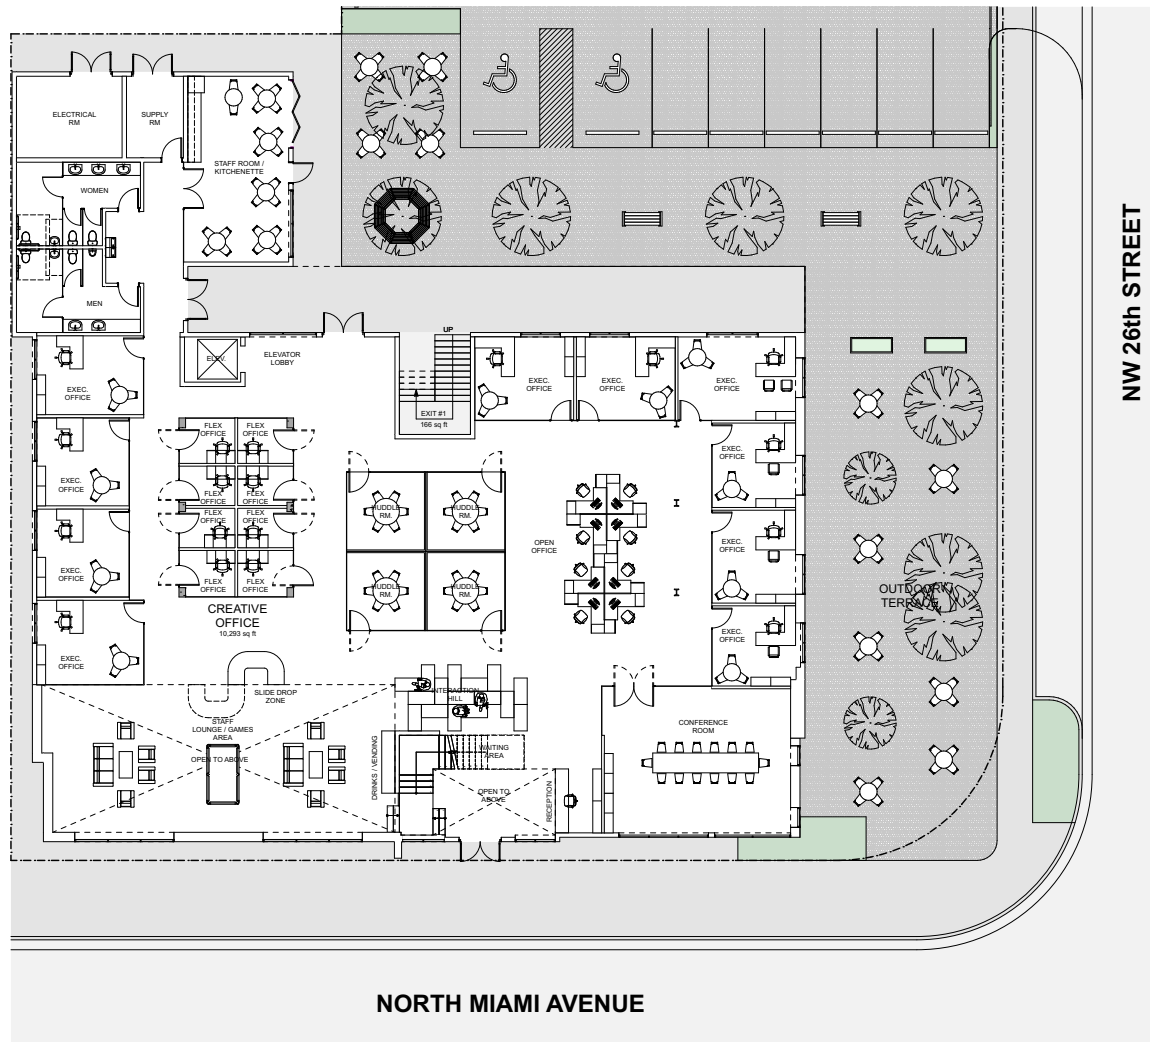 ELECTRICAL
RM
SUPPLY
RM
STAFF ROOM /
KITCHENETTE
WOMEN
MEN
NW 26th STREET
UP
ELEV.
ELEVATOR
LOBBY
EXIT #1
166 sq ft
EXEC.
OFFICE
EXEC.
OFFICE
EXEC.
OFFICE
EXEC.
OFFICE
FLEX
OFFICE
FLEX
OFFICE
EXEC.
OFFICE
EXEC.
OFFICE
FLEX
OFFICE
FLEX
OFFICE
FLEX
OFFICE
FLEX
OFFICE
HUDDLE
RM.
HUDDLE
RM.
OPEN
OFFICE
EXEC.
OFFICE
EXEC.
OFFICE
FLEX
OFFICE
FLEX
OFFICE
HUDDLE
RM.
HUDDLE
RM.
OUTDOOR
TERRACE
CREATIVE
OFFICE
10,293 sq ft
EXEC.
OFFICE
EXEC.
OFFICE
SLIDE DROP
ZONE
INTERACTION
HILL
STAFF
LOUNGE / GAMES
AREA
OPEN TO ABOVE
DRINKS / VENDING
WAITING
AREA
OPEN TO
ABOVE
RECEPTION
CONFERENCE
ROOM
NORTH MIAMI AVENUE